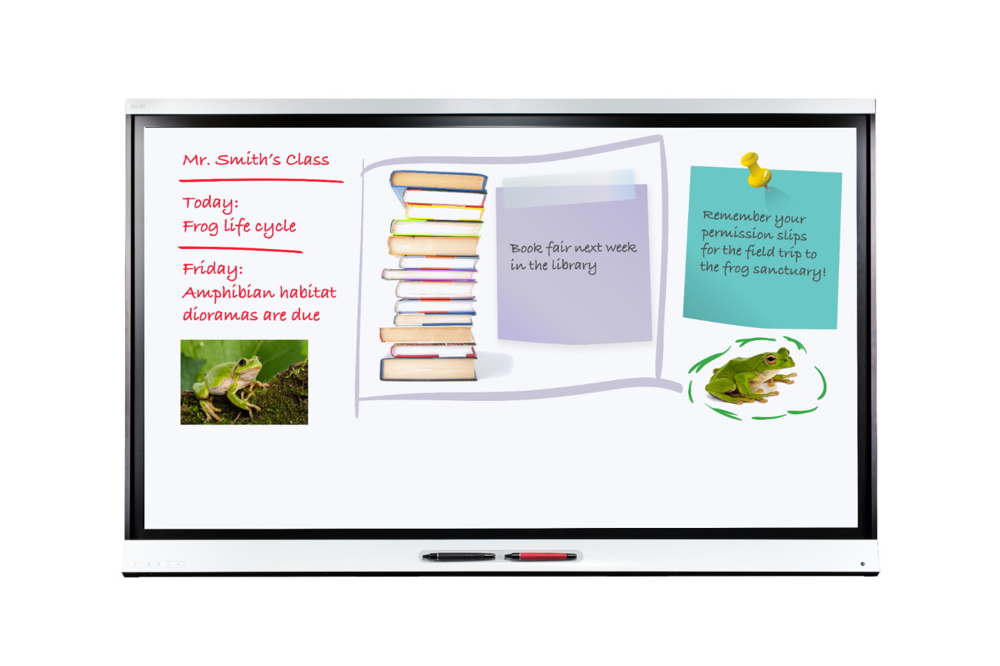 SMART
Mr. Smith's Class
Today:
Frog life cycle
Friday:
Amphibian habitat
dioramas are due
Book fair next week
in the library
Remember your
permission slips
for the field trip to
the frog sanctuary!